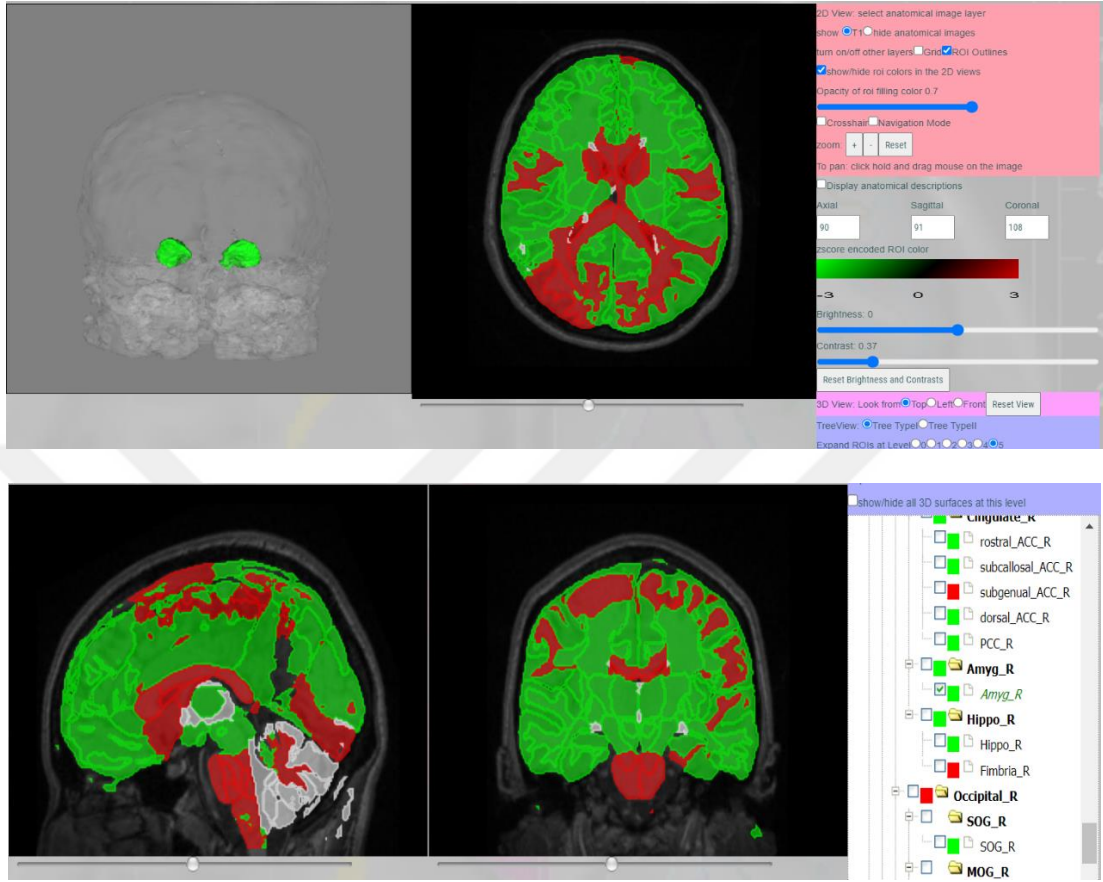 2D View: select anatomical image layer
show T1 hide anatomical images
turn on/off other layers Grid ROI Outlines
show/hide roi colors in the 2D views
Opacity of roi filling color 0.7
Crosshair Navigation Mode
zoom: + - Reset
To pan: click hold and drag mouse on the image
Display anatomical descriptions
Axial Sagittal Coronal
90 91 108
zscore encoded ROI color
-3 0 3
Brightness: 0
Contrast: 0.37
Reset Brightness and Contrasts
3D View: Look from Top Left Front Reset View
TreeView: Tree TypeI Tree TypeII
Expand ROIs at Level 0 1 2 3 4 5
show/hide all 3D surfaces at this level
Cingulate_R
rostral_ACC_R
subcallosal_ACC_R
subgenual_ACC_R
dorsal_ACC_R
PCC_R
Amyg_R
Amyg_R
Hippo_R
Hippo_R
Fimbria_R
Occipital_R
SOG_R
SOG_R
MOG_R